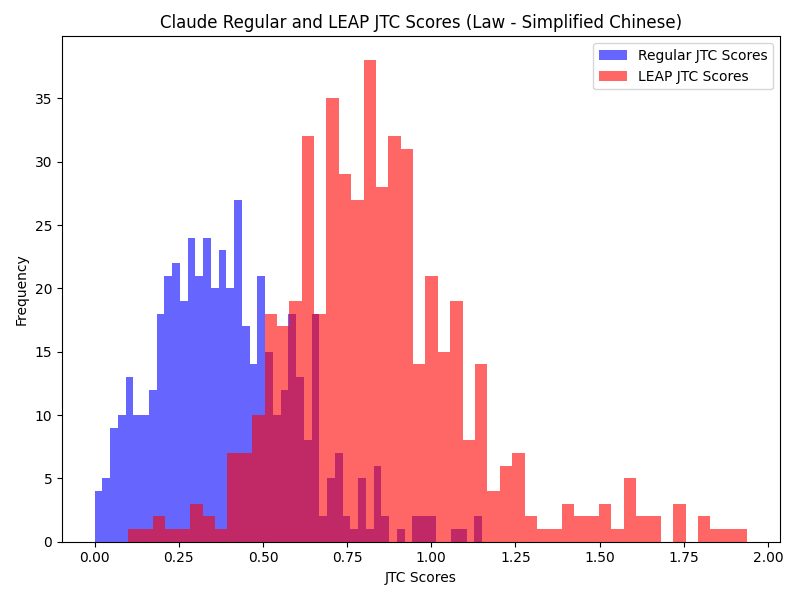 Claude Regular and LEAP JTC Scores (Law - Simplified Chinese)
Regular JTC Scores
LEAP JTC Scores
Frequency
35
30
25
20
15
10
5
0
0.00 0.25 0.50 0.75 1.00 1.25 1.50 1.75 2.00
JTC Scores